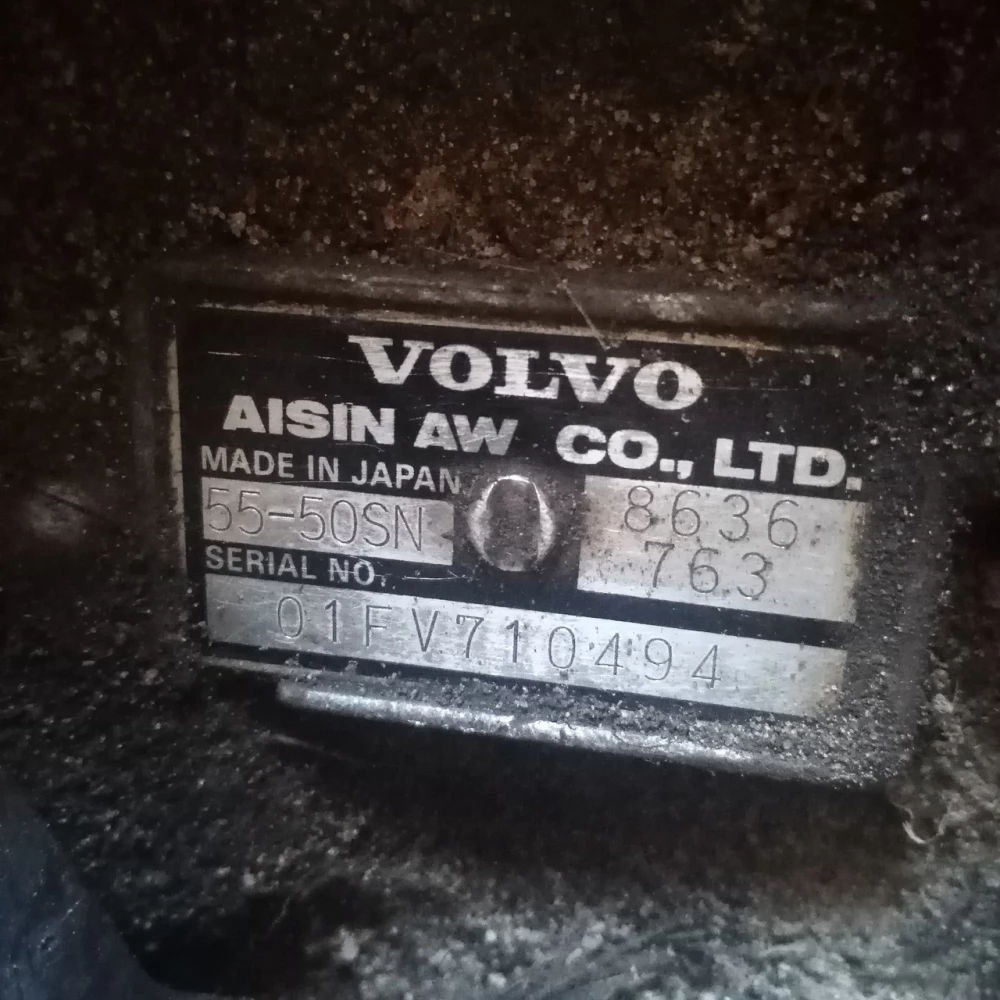 VOLVO
AISIN AW CO., LTD.
MADE IN JAPAN
55-50SN
8636
763
SERIAL NO.
01FV710494